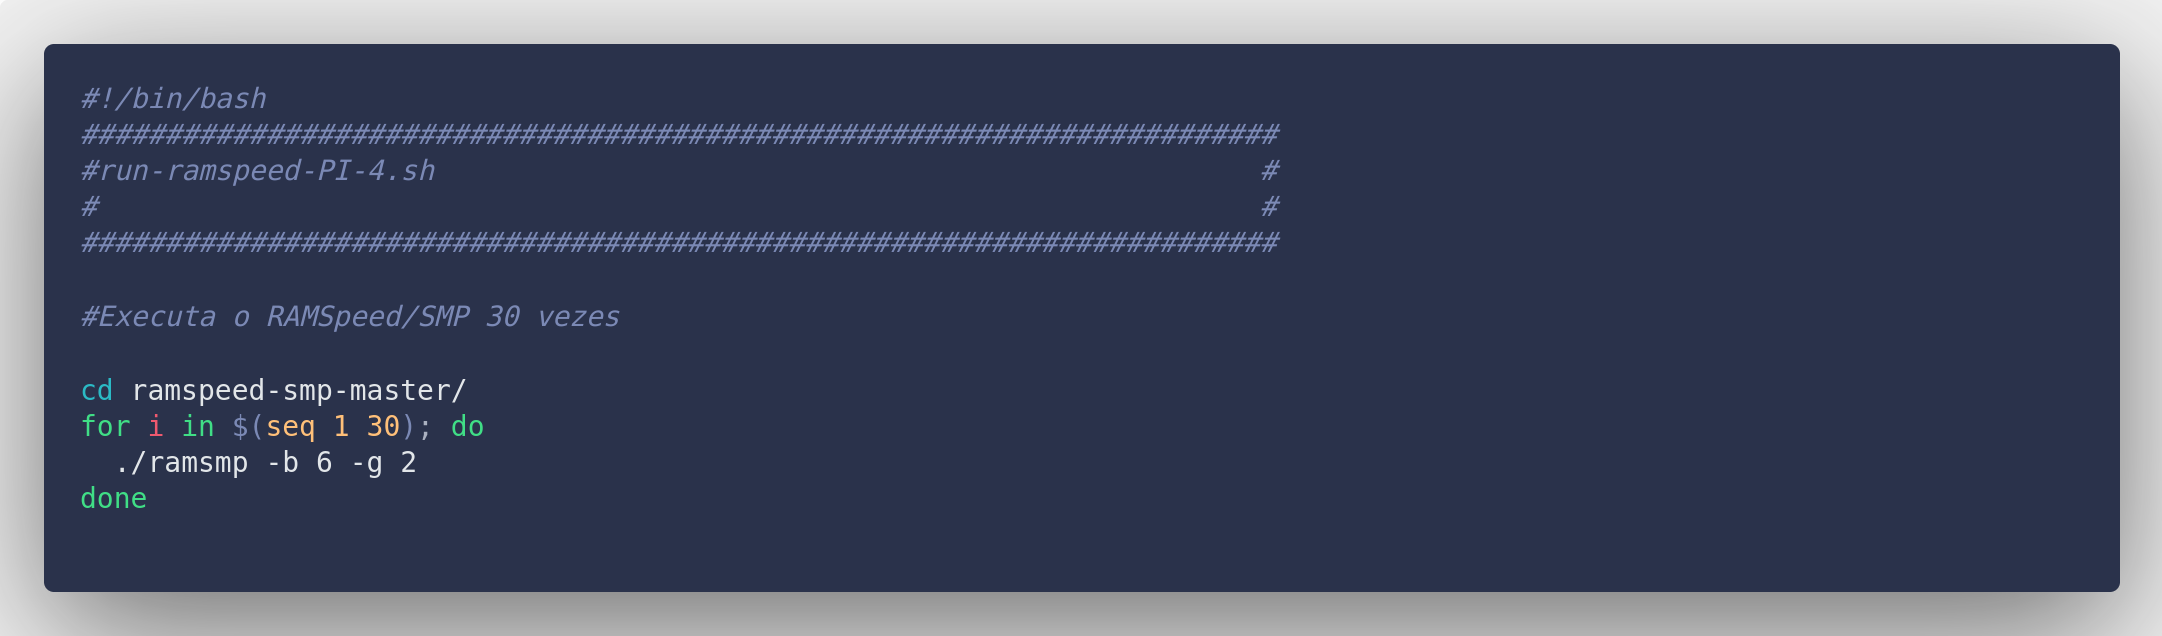 #!/bin/bash
#######################################################################
#run-ramspeed-PI-4.sh                                                 #
#                                                                     #
#######################################################################
#Executa o RAMSpeed/SMP 30 vezes
cd ramspeed-smp-master/
for i in $(seq 1 30); do
  ./ramsmp -b 6 -g 2
done